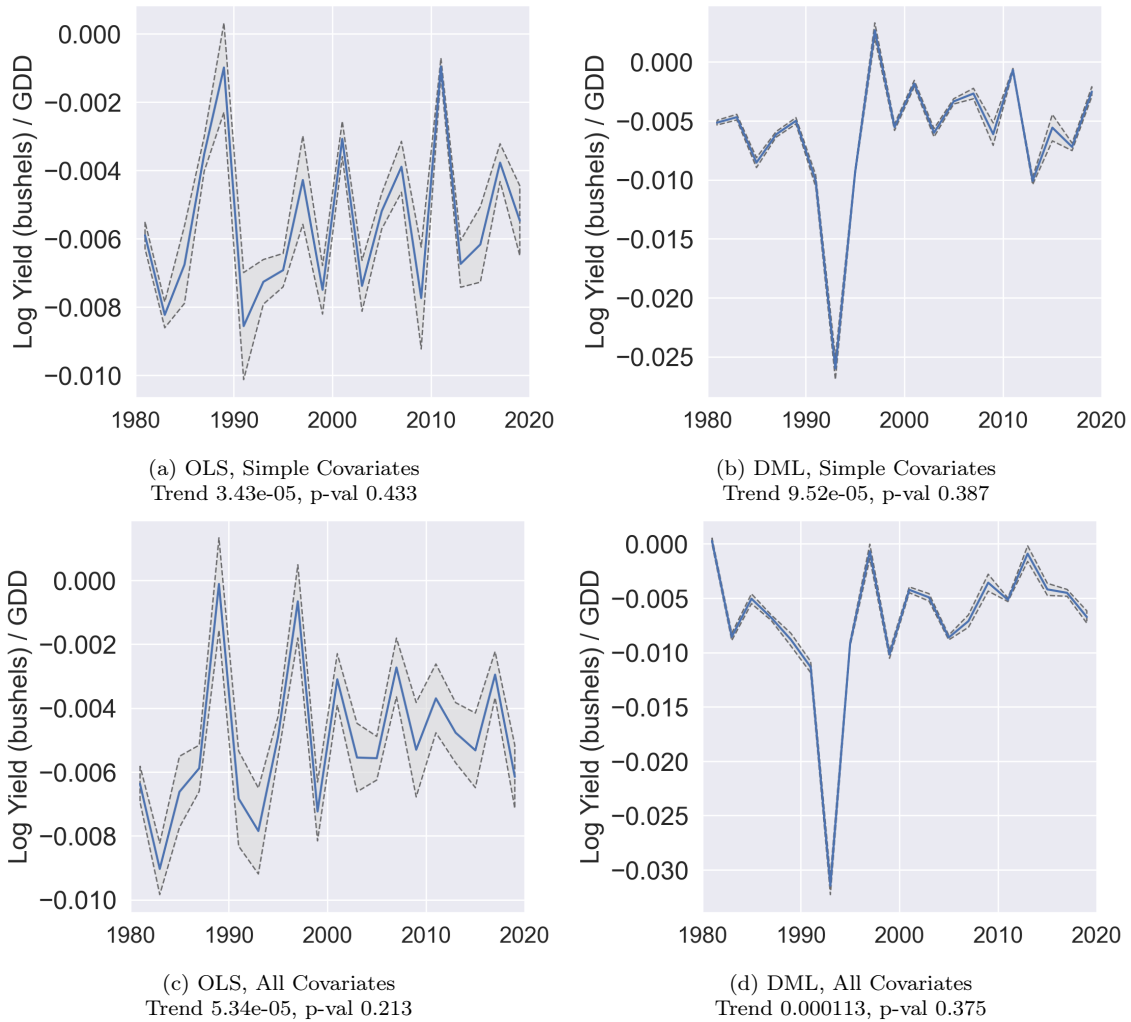 0.000
−0.002
−0.004
−0.006
−0.008
−0.010
Log Yield (bushels) / GDD
1980 1990 2000 2010 2020
(a) OLS, Simple Covariates
Trend 3.43e-05, p-val 0.433
0.000
−0.005
−0.010
−0.015
−0.020
−0.025
Log Yield (bushels) / GDD
1980 1990 2000 2010 2020
(b) DML, Simple Covariates
Trend 9.52e-05, p-val 0.387
0.000
−0.002
−0.004
−0.006
−0.008
−0.010
Log Yield (bushels) / GDD
1980 1990 2000 2010 2020
(c) OLS, All Covariates
Trend 5.34e-05, p-val 0.213
0.000
−0.005
−0.010
−0.015
−0.020
−0.025
−0.030
Log Yield (bushels) / GDD
1980 1990 2000 2010 2020
(d) DML, All Covariates
Trend 0.000113, p-val 0.375